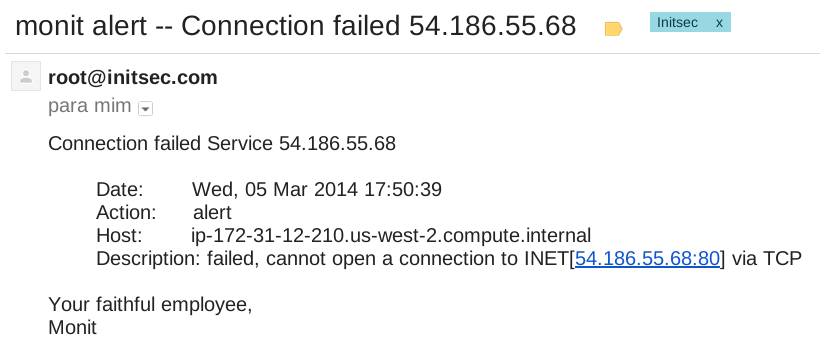 monit alert -- Connection failed 54.186.55.68
Initsec x
root@initsec.com
para mim
Connection failed Service 54.186.55.68
Date: Wed, 05 Mar 2014 17:50:39
Action: alert
Host: ip-172-31-12-210.us-west-2.compute.internal
Description: failed, cannot open a connection to INET[54.186.55.68:80] via TCP
Your faithful employee,
Monit